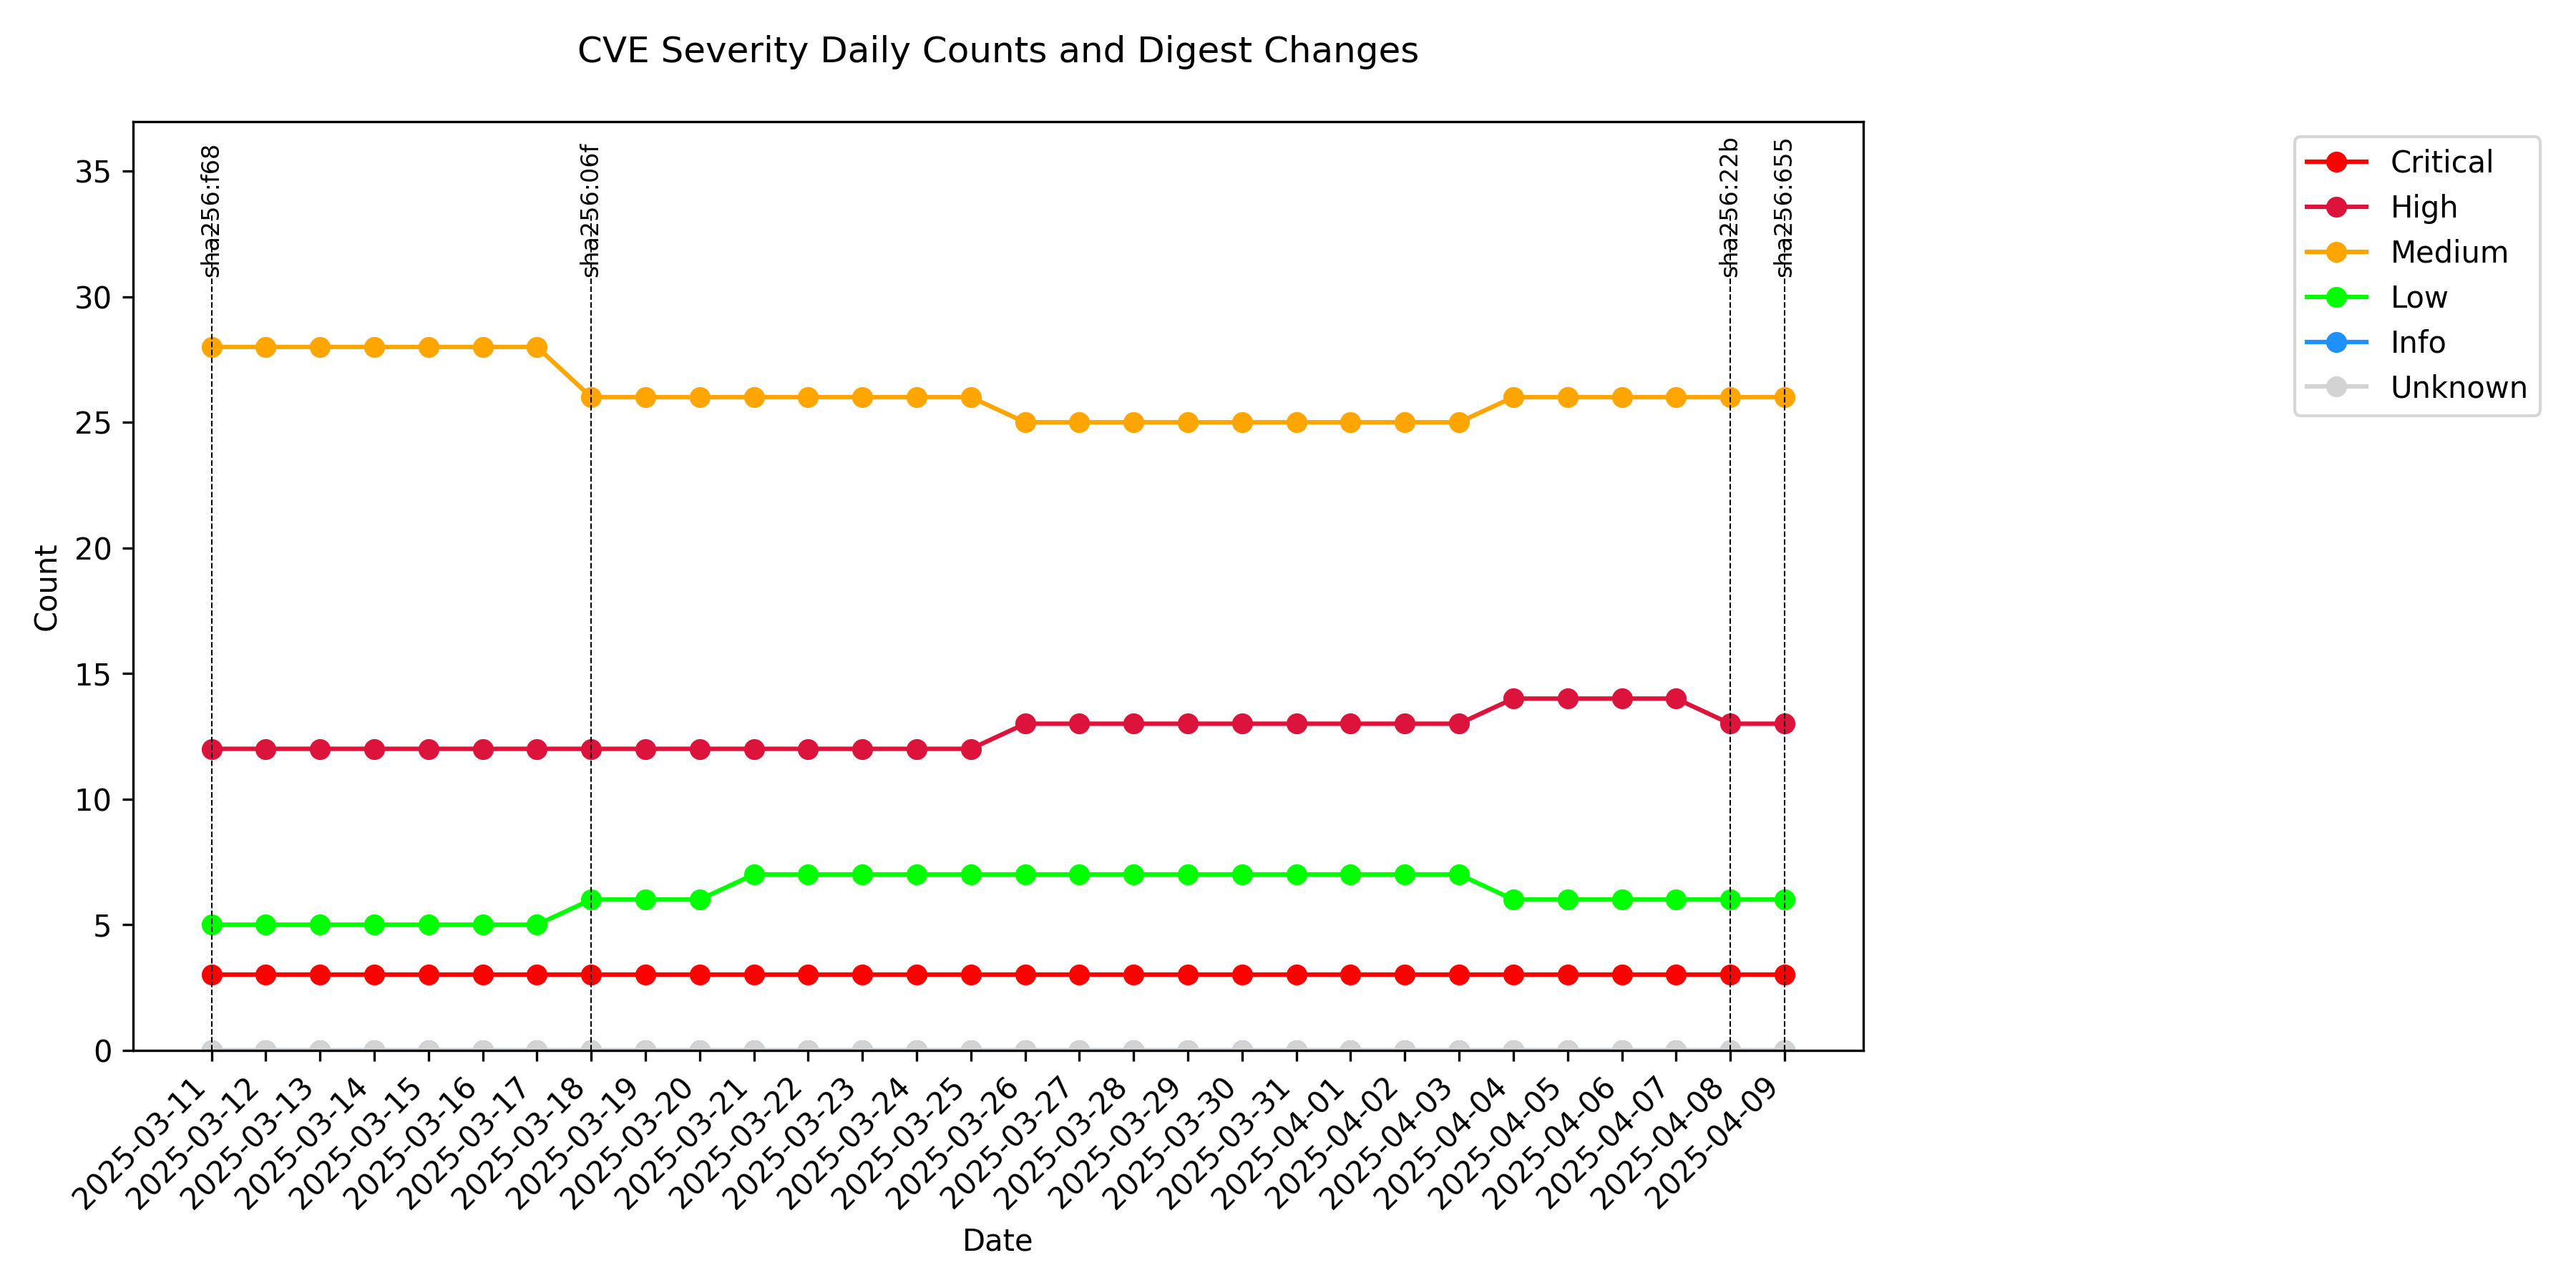 CVE Severity Daily Counts and Digest Changes
sha256:f68
sha256:06f
sha256:22b
sha256:655
Critical
High
Medium
Low
Info
Unknown
35
30
25
20
15
10
5
0
Count
2025-03-11
2025-03-12
2025-03-13
2025-03-14
2025-03-15
2025-03-16
2025-03-17
2025-03-18
2025-03-19
2025-03-20
2025-03-21
2025-03-22
2025-03-23
2025-03-24
2025-03-25
2025-03-26
2025-03-27
2025-03-28
2025-03-29
2025-03-30
2025-03-31
2025-04-01
2025-04-02
2025-04-03
2025-04-04
2025-04-05
2025-04-06
2025-04-07
2025-04-08
2025-04-09
Date